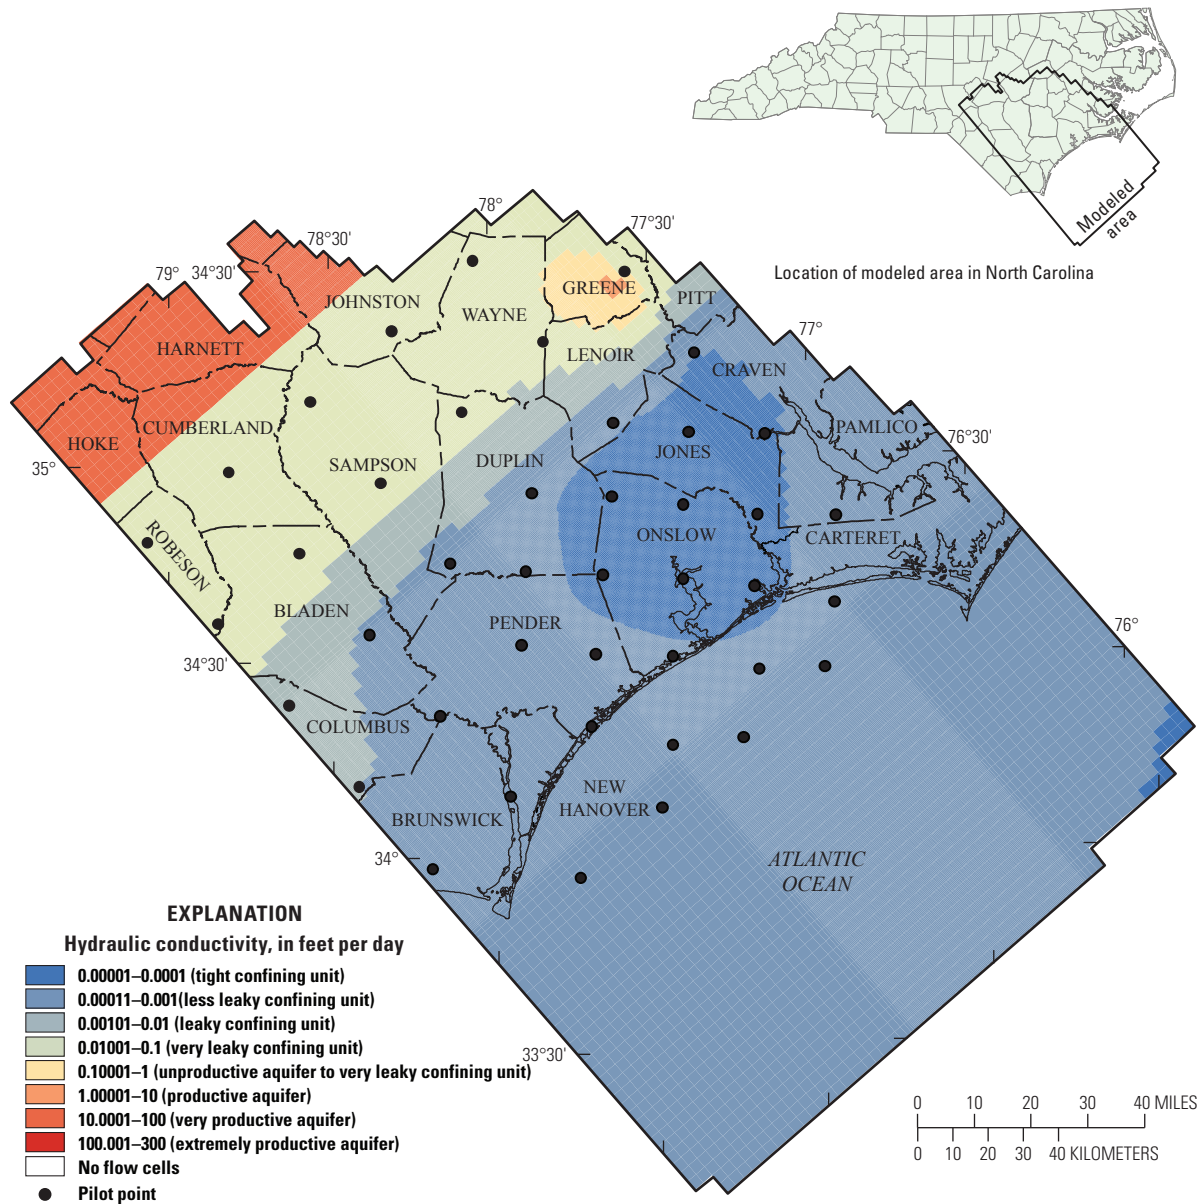 Modeled
area
Location of modeled area in North Carolina
78°
77°30'
78°30'
79°
34°30'
JOHNSTON
WAYNE
GREENE
PITT
77°
HARNETT
LENOIR
CRAVEN
HOKE
CUMBERLAND
PAMLICO
76°30'
35°
SAMPSON
DUPLIN
JONES
ROBESON
ONSLOW
CARTERET
BLADEN
PENDER
76°
34°30'
COLUMBUS
NEW
HANOVER
BRUNSWICK
34°
ATLANTIC
OCEAN
33°30'
EXPLANATION
Hydraulic conductivity, in feet per day
0.00001–0.0001 (tight confining unit)
0.00011–0.001(less leaky confining unit)
0.00101–0.01 (leaky confining unit)
0.01001–0.1 (very leaky confining unit)
0.10001–1 (unproductive aquifer to very leaky confining unit)
1.00001–10 (productive aquifer)
10.0001–100 (very productive aquifer)
100.001–300 (extremely productive aquifer)
No flow cells
Pilot point
0 10 20 30 40 MILES
0 10 20 30 40 KILOMETERS